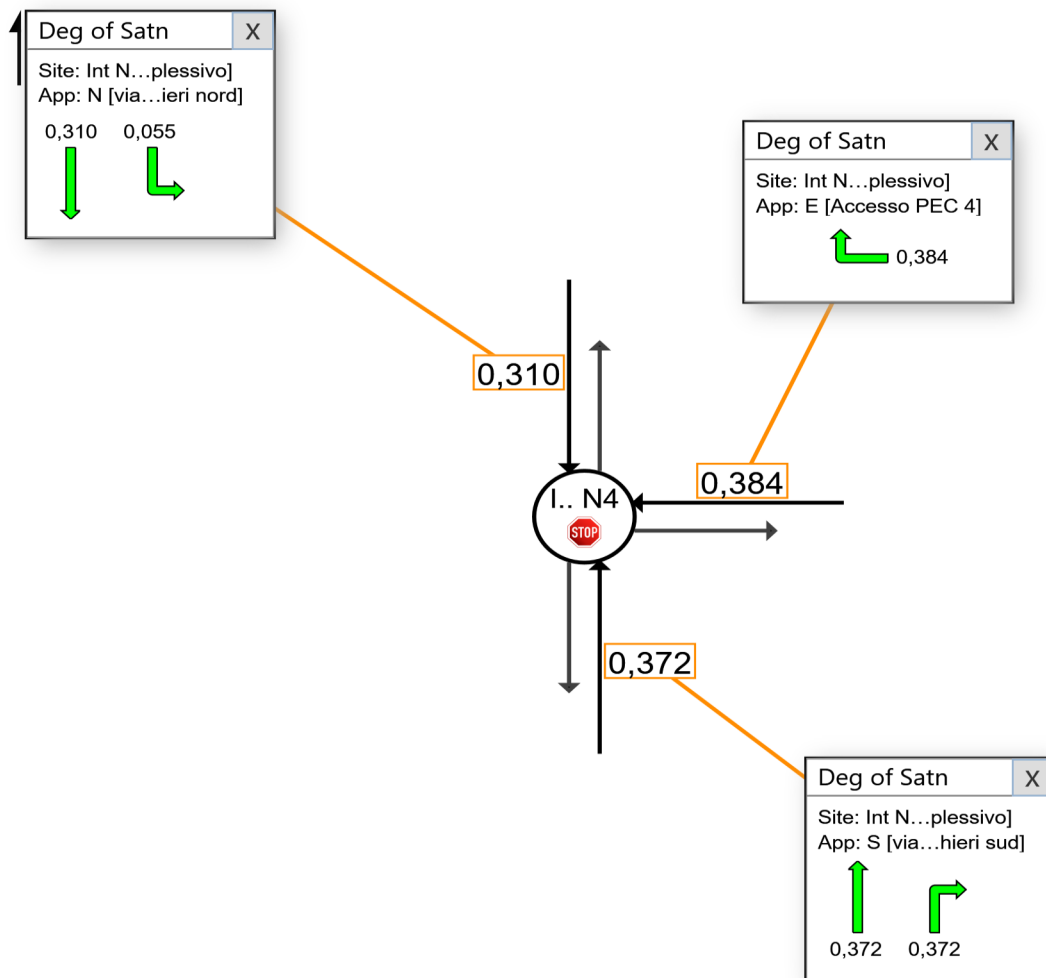 Deg of Satn X
Site: Int N...plessivo]
App: N [via...ieri nord]
0,310 0,055
Deg of Satn X
Site: Int N...plessivo]
App: E [Accesso PEC 4]
0,384
0,310
0,384
I.. N4
STOP
0,372
Deg of Satn X
Site: Int N...plessivo]
App: S [via...hieri sud]
0,372 0,372